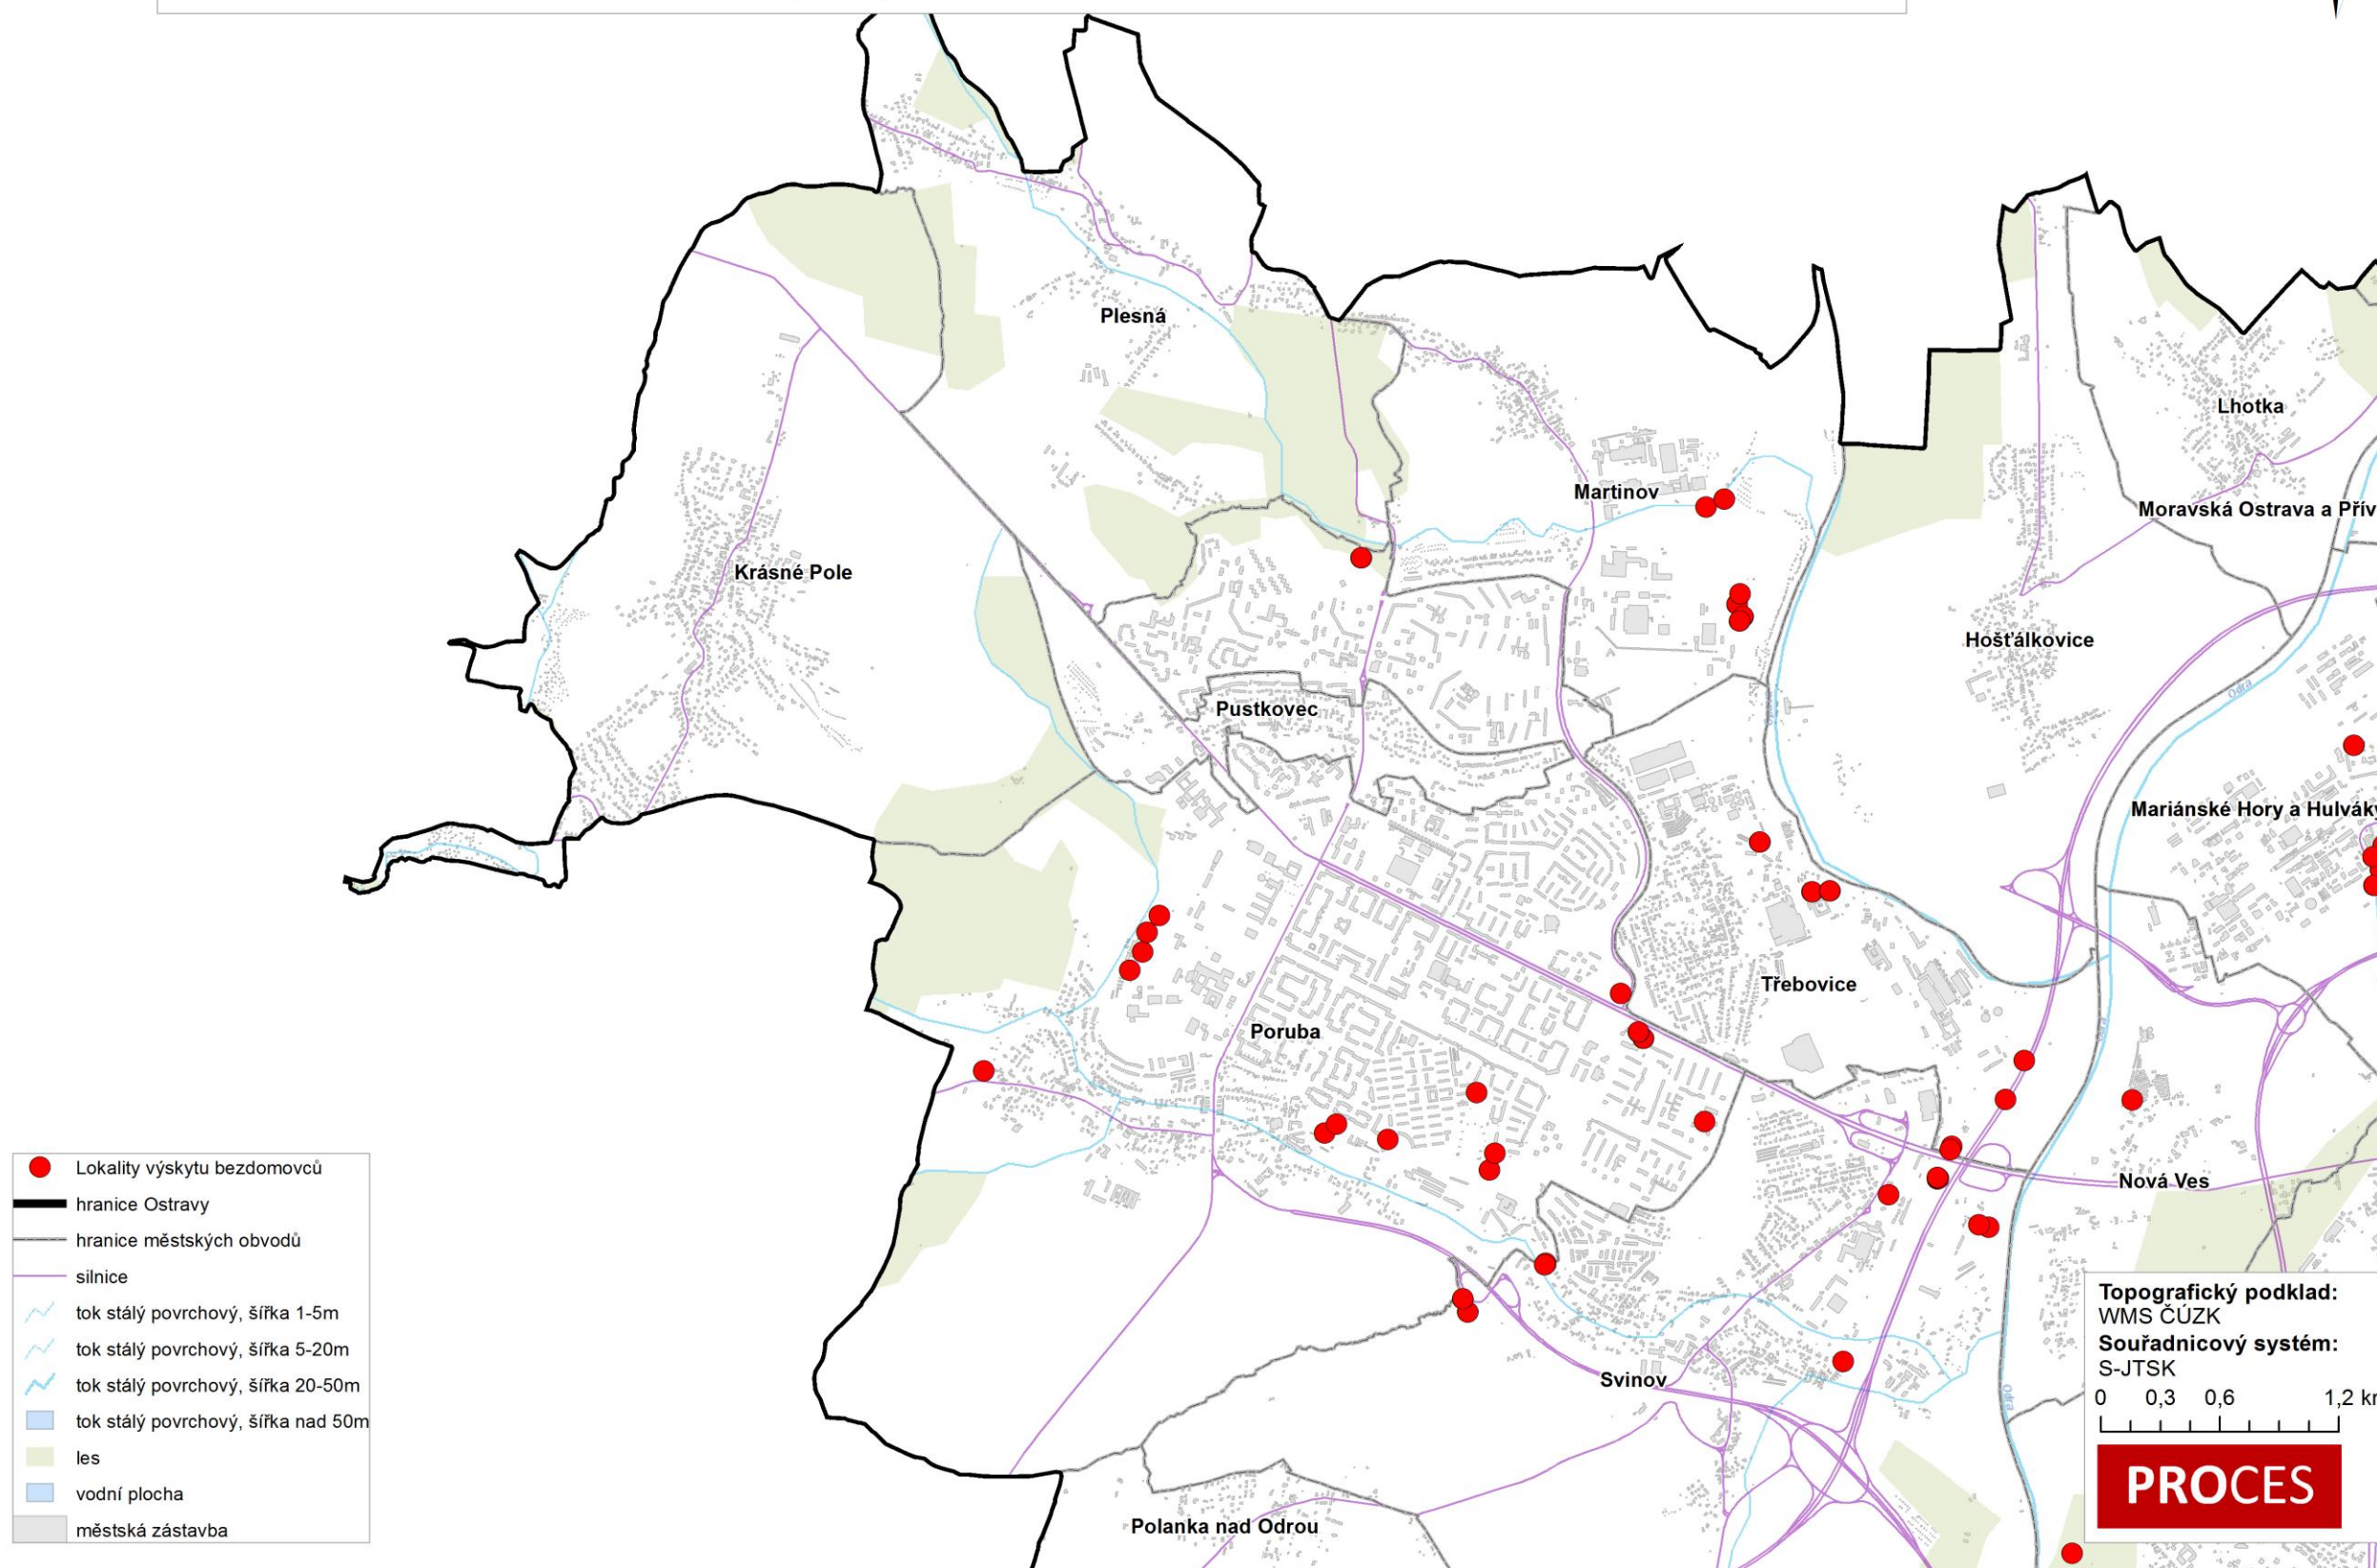 Plesná
Lhotka
Martinov
Moravská Ostrava a Přív
Krásné Pole
Hošťálkovice
Odra
Pustkovec
Mariánské Hory a Hulváky
Třebovice
Poruba
Nová Ves
Svinov
Odra
Polanka nad Odrou
Lokality výskytu bezdomovců
hranice Ostravy
hranice městských obvodů
silnice
tok stálý povrchový, šířka 1-5m
tok stálý povrchový, šířka 5-20m
tok stálý povrchový, šířka 20-50m
tok stálý povrchový, šířka nad 50m
les
vodní plocha
městská zástavba
Topografický podklad:
WMS ČÚZK
Souřadnicový systém:
S-JTSK
0 0,3 0,6 1,2 km
PROCES